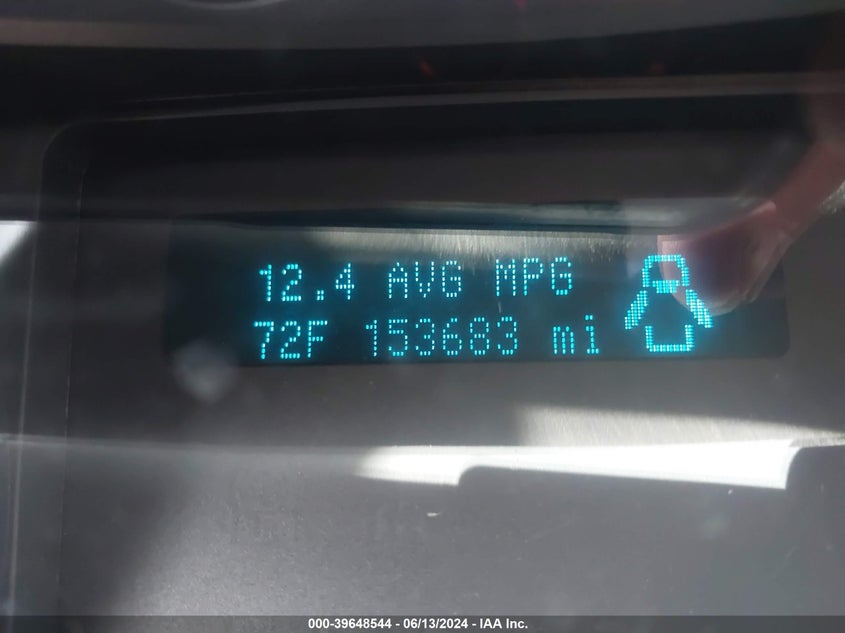 12.4 AVG MPG
72F 153683 mi
000-39648544 - 06/13/2024 - IAA Inc.